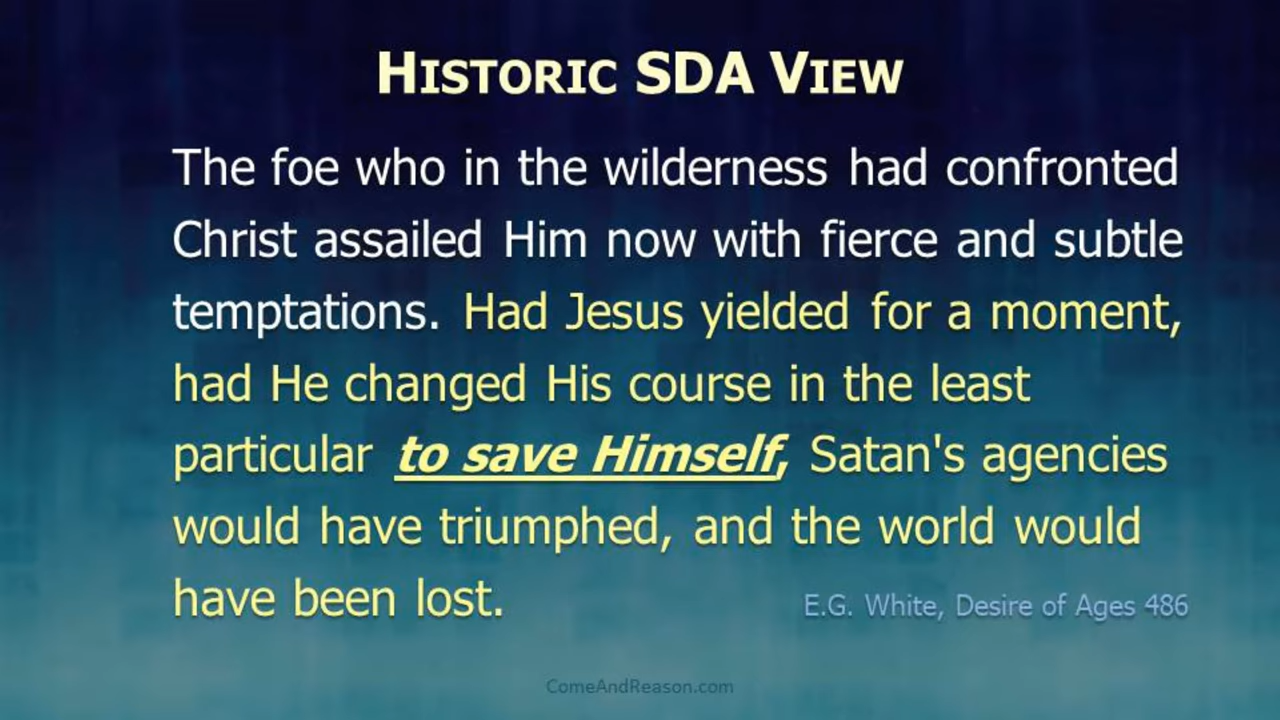 HISTORIC SDA VIEW
The foe who in the wilderness had confronted
Christ assailed Him now with fierce and subtle
temptations. Had Jesus yielded for a moment,
had He changed His course in the least
particular to save Himself, Satan's agencies
would have triumphed, and the world would
have been lost.
E.G. White, Desire of Ages 486
ComeAndReason.com